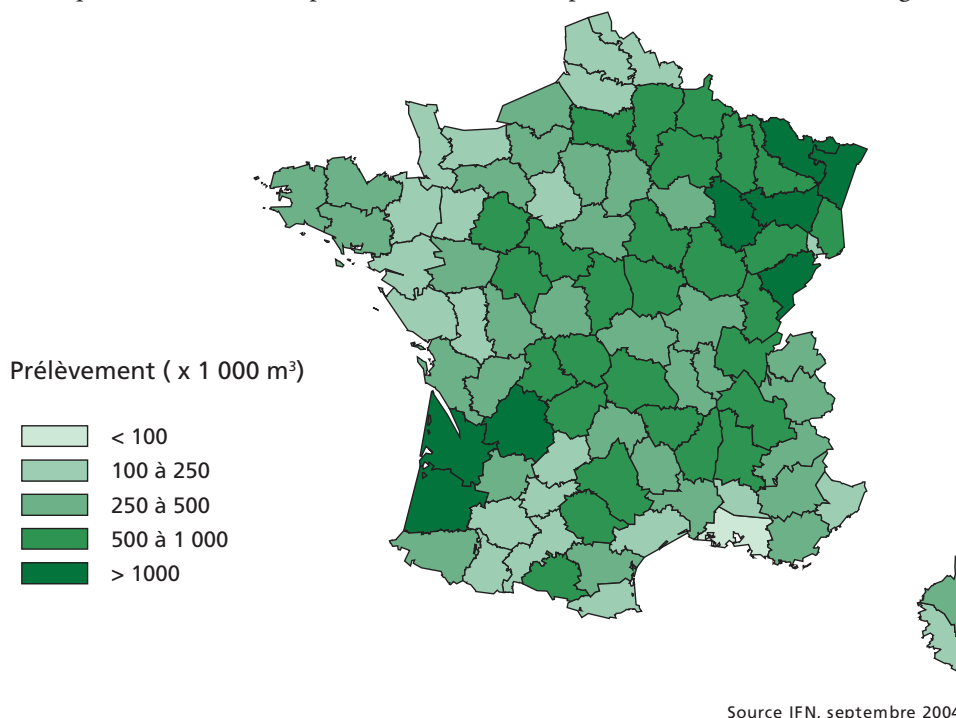 Prélèvement ( x 1 000 m³)
< 100
100 à 250
250 à 500
500 à 1 000
> 1000
Source IFN, septembre 2004